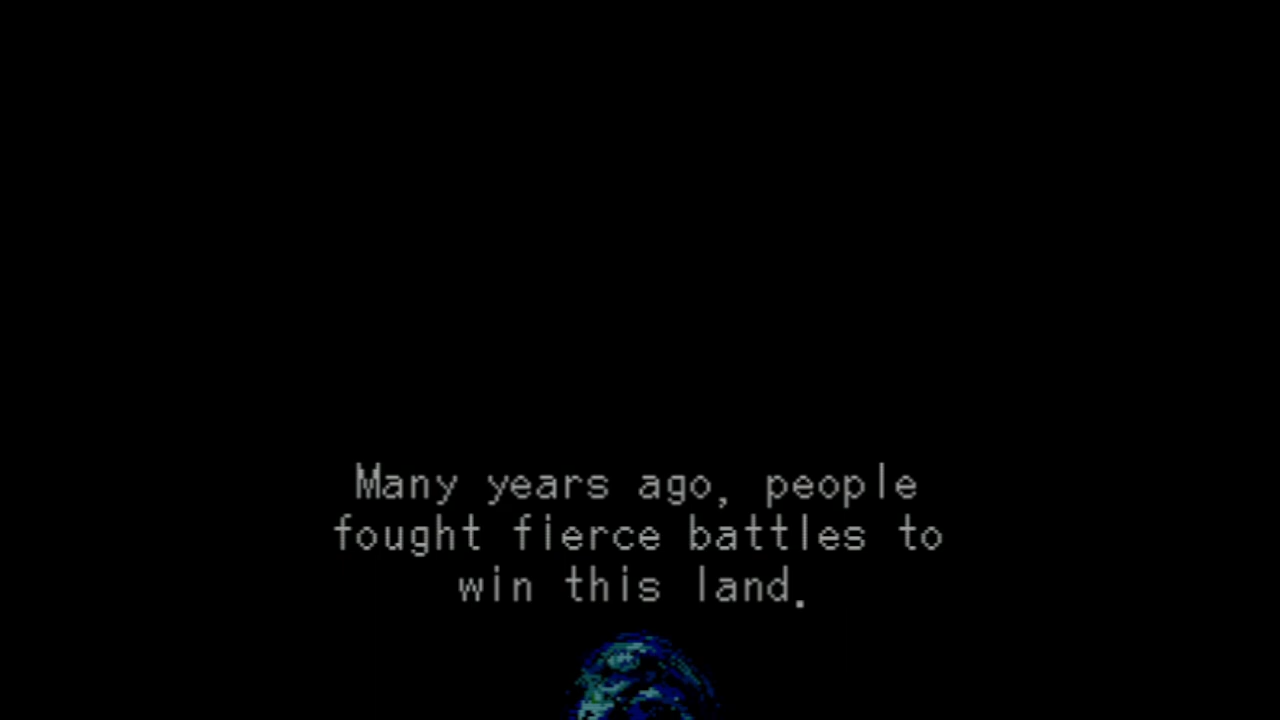 Many years ago, people
fought fierce battles to
win this land.